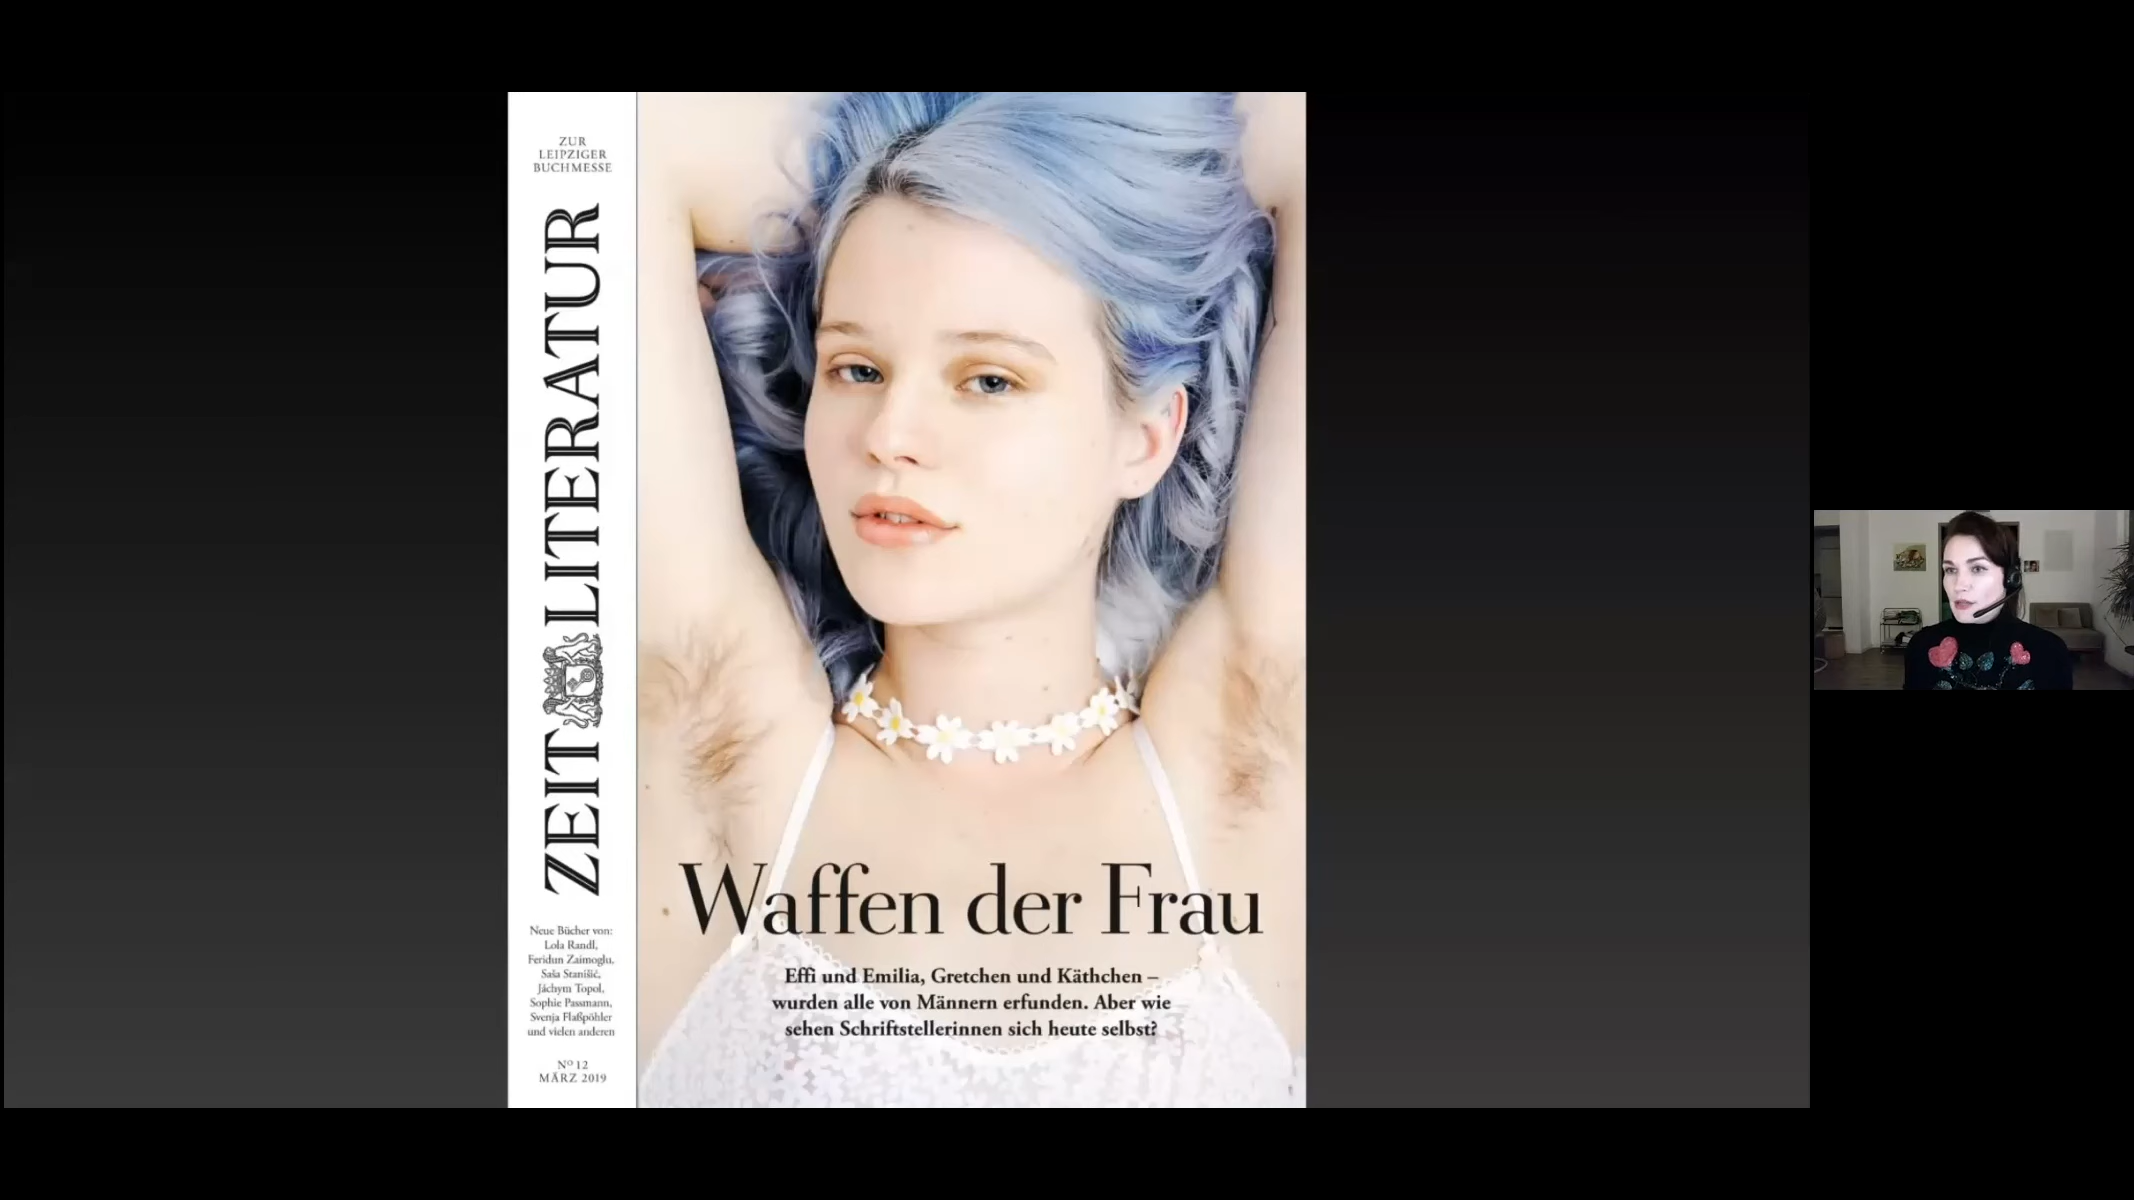 ZUR
LEIPZIGER
BUCHMESSE
ZEIT LITERATUR
Neue Bücher von:
Lola Randl,
Feridun Zaimoglu,
Saša Stanišić,
Jáchym Topol,
Sophie Passmann,
Svenja Flaßpöhler
und vielen anderen
Nº 12
MÄRZ 2019
Waffen der Frau
Effi und Emilia, Gretchen und Käthchen –
wurden alle von Männern erfunden. Aber wie
sehen Schriftstellerinnen sich heute selbst?